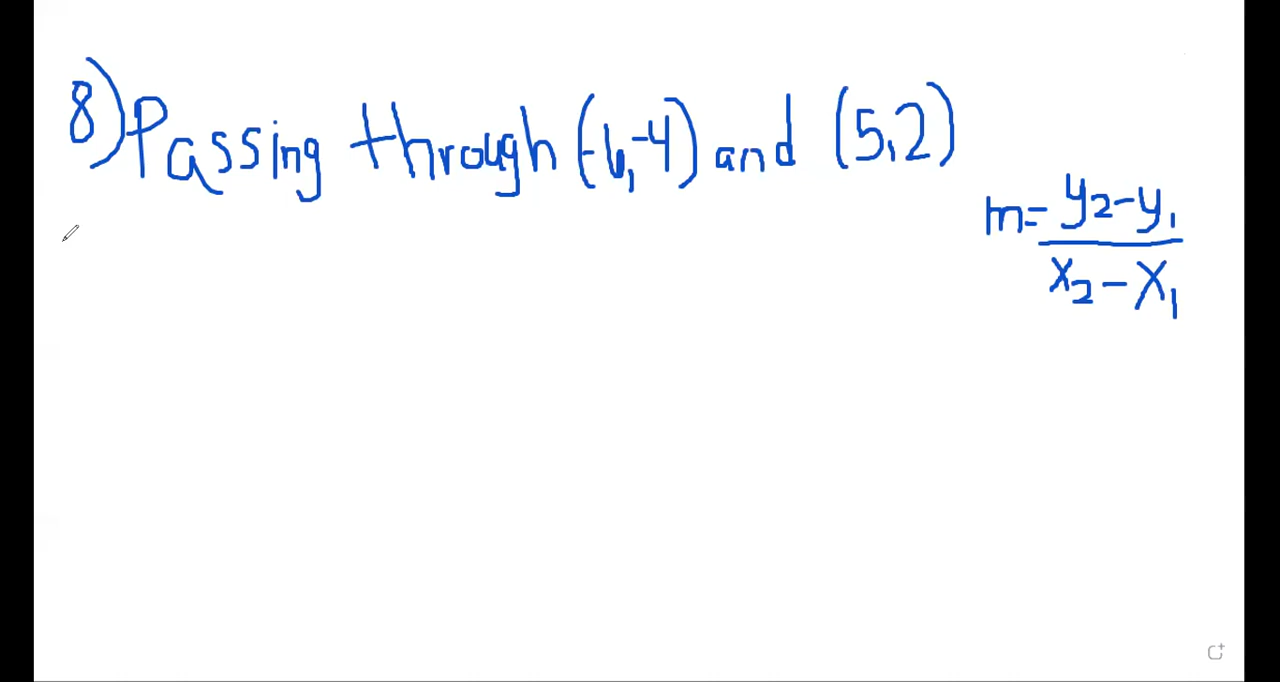 8) Passing through (-6,-4) and (5,2)
m = y₂-y₁
x₂-x₁